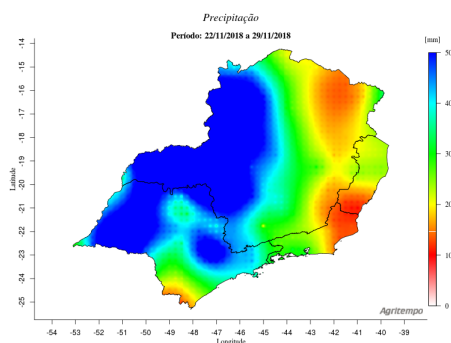 Precipitação
Período: 22/11/2018 a 29/11/2018
[mm]
-14
-15
-16
-17
-18
-19
-20
-21
-22
-23
-24
-25
Latitude
50
40
30
20
10
0
Agritempo
-54 -53 -52 -51 -50 -49 -48 -47 -46 -45 -44 -43 -42 -41 -40 -39
Longitude